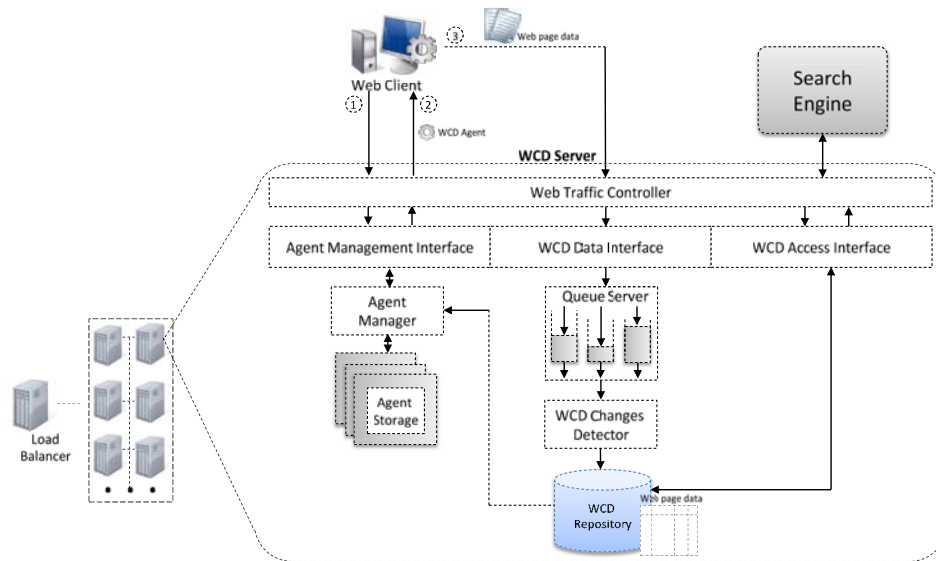 3
Web page data
Web Client
1
2
WCD Agent
Search
Engine
WCD Server
Web Traffic Controller
Agent Management Interface
WCD Data Interface
WCD Access Interface
Agent
Manager
Queue Server
Agent
Storage
WCD Changes
Detector
Load
Balancer
WCD
Repository
Web page data